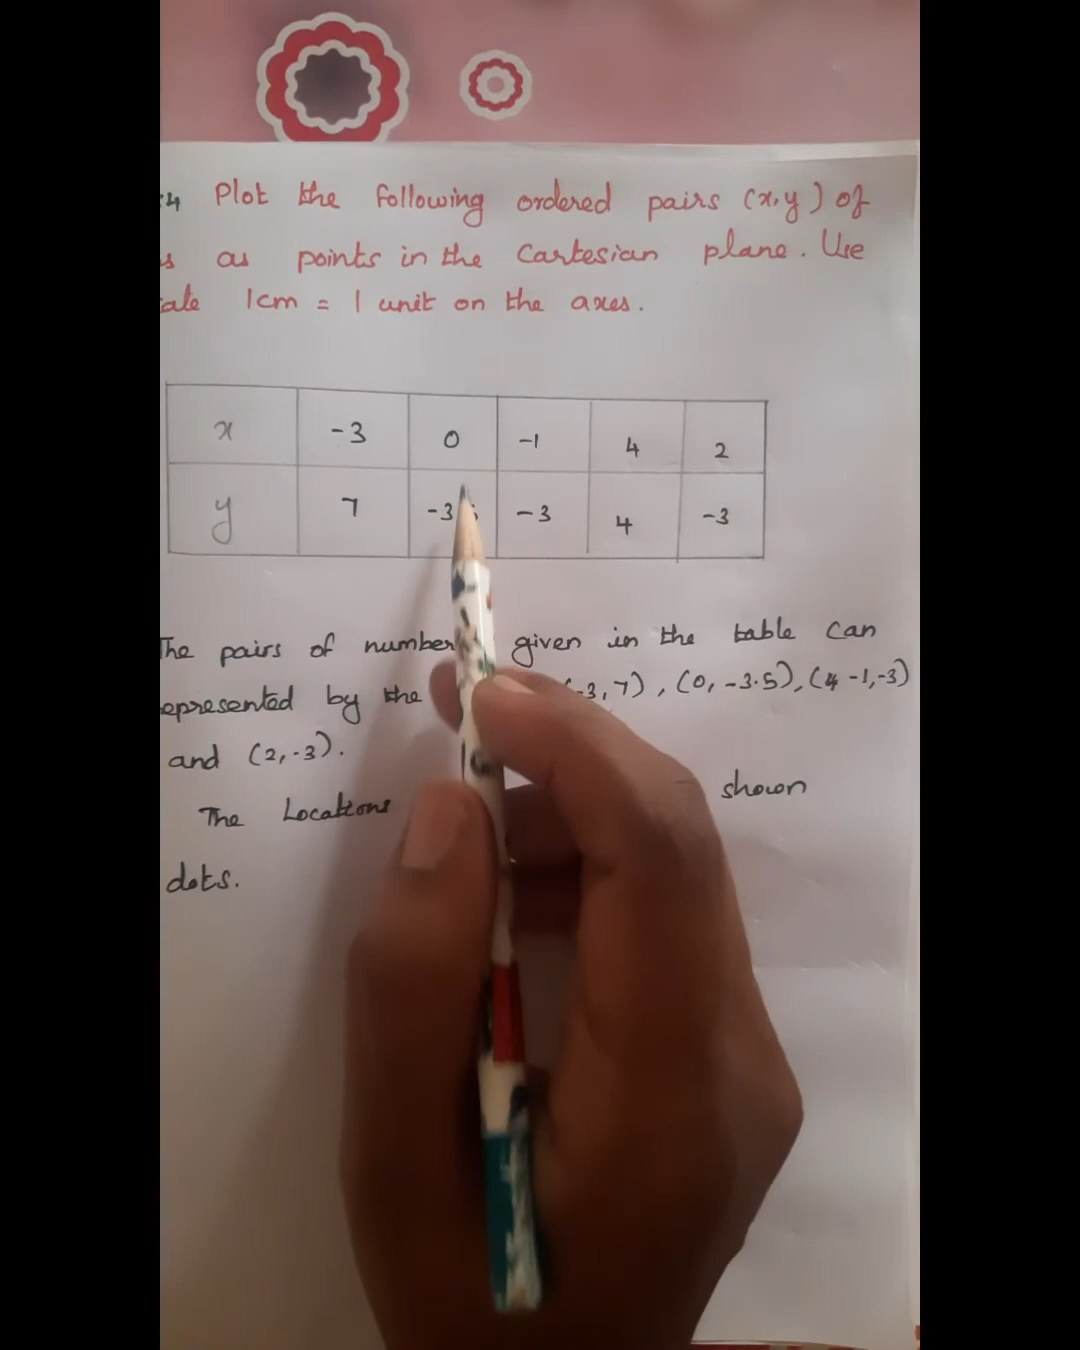 :4 Plot the following ordered pairs (x,y) of
s as points in the Cartesian plane. Use
ale 1cm = 1 unit on the axes.
x -3 0 -1 4 2
y 7 -3 -3 4 -3
The pairs of number given in the table can
epresented by the -3,7), (0, -3.5), (4 -1,-3)
and (2,-3).
The Locations shown
dots.